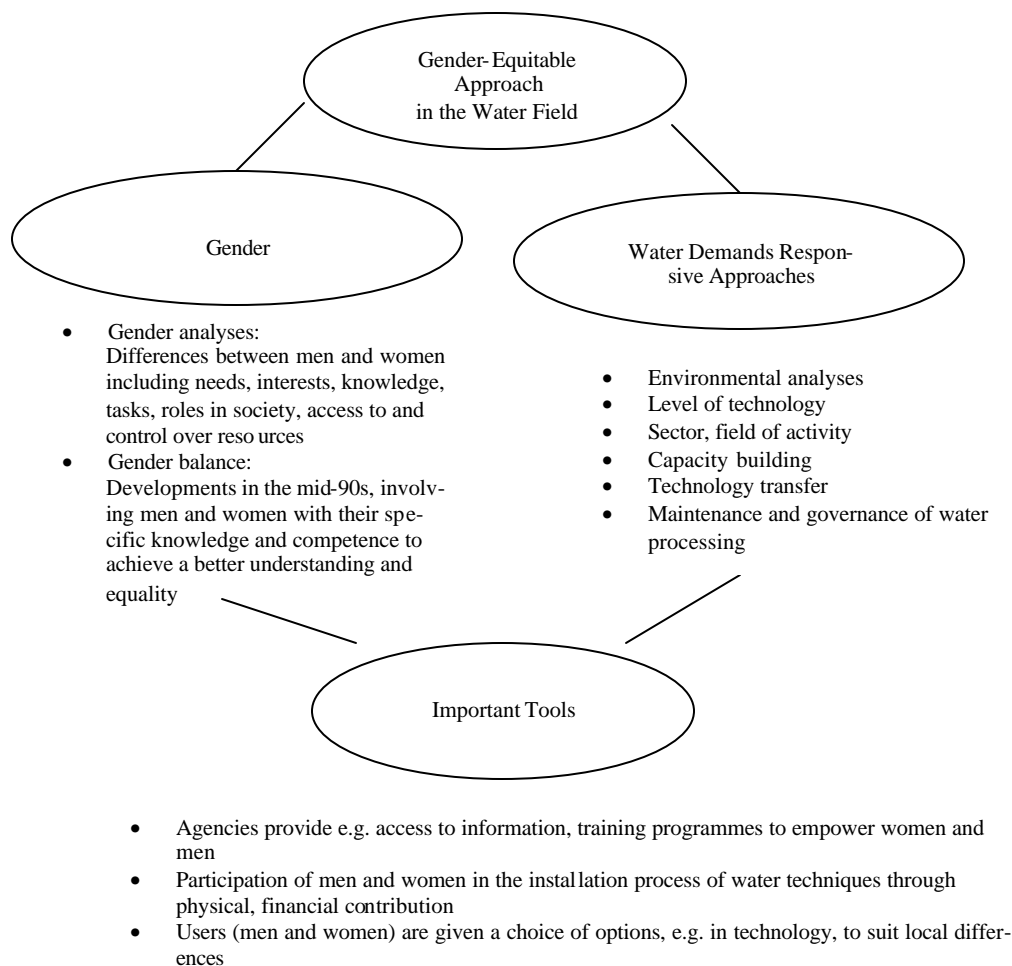 Gender-Equitable
Approach
in the Water Field
Gender
Water Demands Respon-
sive Approaches
• Gender analyses:
Differences between men and women
including needs, interests, knowledge,
tasks, roles in society, access to and
control over reso urces
• Gender balance:
Developments in the mid-90s, involv-
ing men and women with their spe-
cific knowledge and competence to
achieve a better understanding and
equality
• Environmental analyses
• Level of technology
• Sector, field of activity
• Capacity building
• Technology transfer
• Maintenance and governance of water
processing
Important Tools
• Agencies provide e.g. access to information, training programmes to empower women and
men
• Participation of men and women in the installation process of water techniques through
physical, financial contribution
• Users (men and women) are given a choice of options, e.g. in technology, to suit local differ-
ences